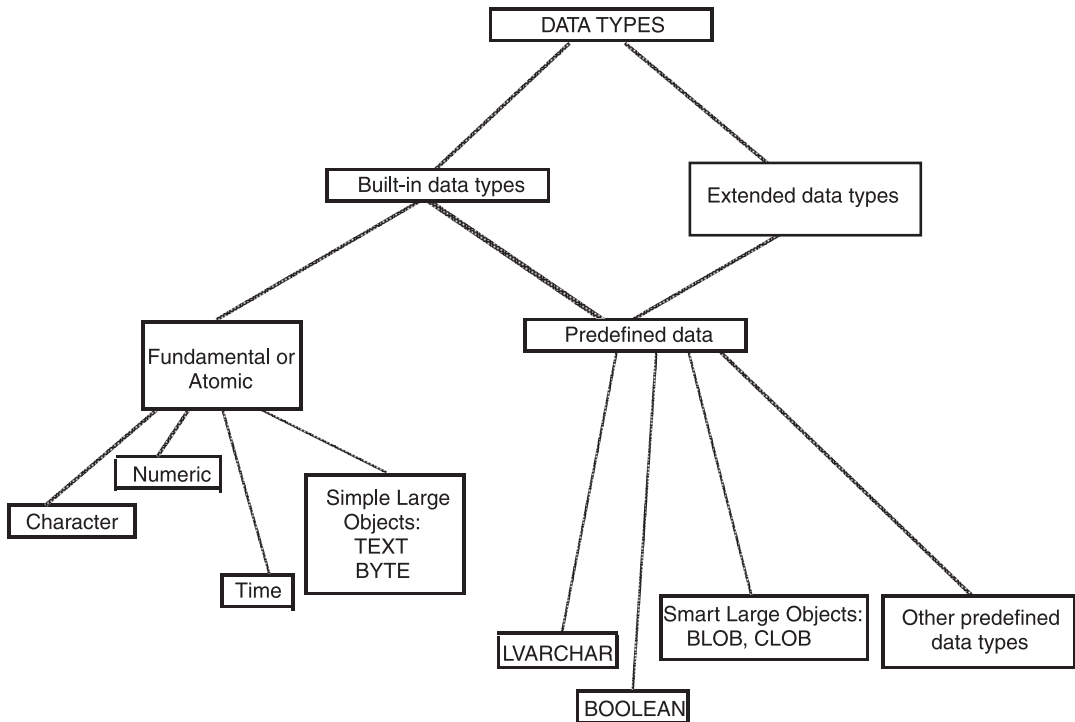 DATA TYPES
Built-in data types
Extended data types
Fundamental or
Atomic
Predefined data
Character
Numeric
Time
Simple Large
Objects:
TEXT
BYTE
LVARCHAR
BOOLEAN
Smart Large Objects:
BLOB, CLOB
Other predefined
data types